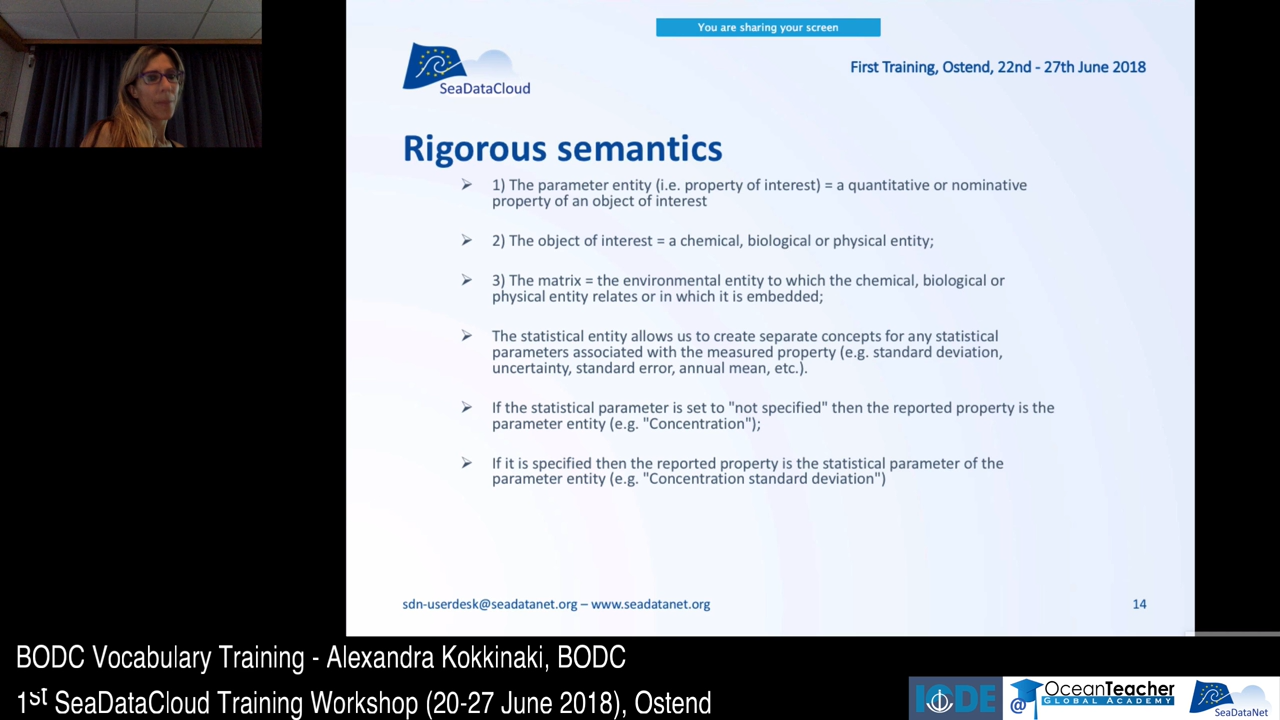 You are sharing your screen
SeaDataCloud
First Training, Ostend, 22nd - 27th June 2018
Rigorous semantics
➢ 1) The parameter entity (i.e. property of interest) = a quantitative or nominative
property of an object of interest
➢ 2) The object of interest = a chemical, biological or physical entity;
➢ 3) The matrix = the environmental entity to which the chemical, biological or
physical entity relates or in which it is embedded;
➢ The statistical entity allows us to create separate concepts for any statistical
parameters associated with the measured property (e.g. standard deviation,
uncertainty, standard error, annual mean, etc.).
➢ If the statistical parameter is set to "not specified" then the reported property is the
parameter entity (e.g. "Concentration");
➢ If it is specified then the reported property is the statistical parameter of the
parameter entity (e.g. "Concentration standard deviation")
sdn-userdesk@seadatanet.org – www.seadatanet.org
14
BODC Vocabulary Training - Alexandra Kokkinaki, BODC
1st SeaDataCloud Training Workshop (20-27 June 2018), Ostend
IODE
@
OceanTeacher
GLOBAL ACADEMY
SeaDataNet